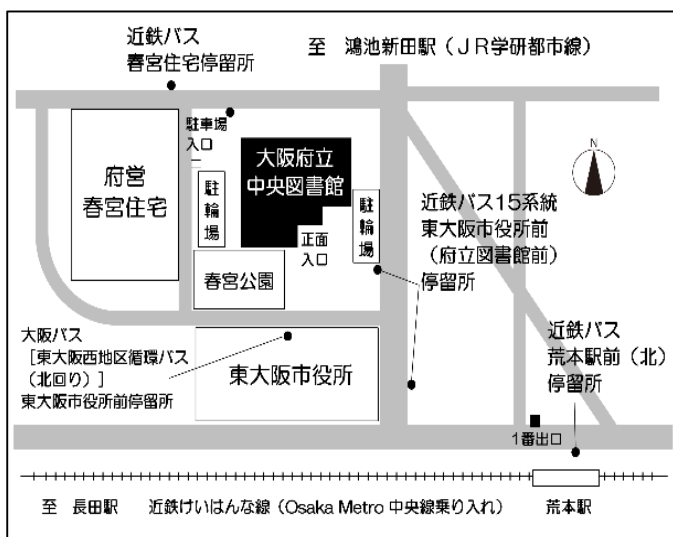 近鉄バス
春宮住宅停留所
至 鴻池新田駅（ＪＲ学研都市線）
駐車場
入口
大阪府立
中央図書館
府営
春宮住宅
駐輪場
駐輪場
正面
入口
春宮公園
N
近鉄バス15系統
東大阪市役所前
（府立図書館前）
停留所
大阪バス
［東大阪西地区循環バス
（北回り）］
東大阪市役所前停留所
東大阪市役所
近鉄バス
荒本駅前（北）
停留所
1番出口
至 長田駅 近鉄けいはんな線（Osaka Metro 中央線乗り入れ） 荒本駅